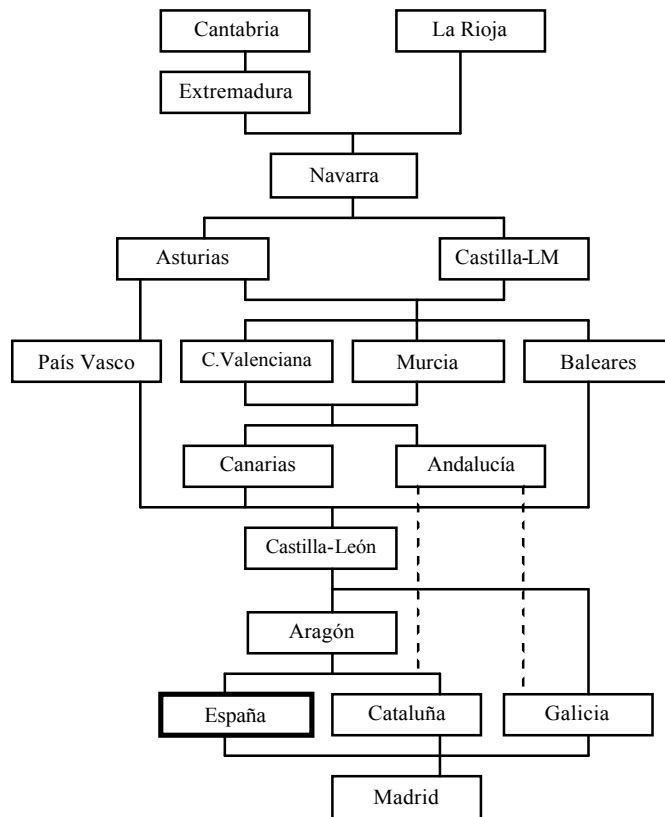 Cantabria
La Rioja
Extremadura
Navarra
Asturias
Castilla-LM
País Vasco
C.Valenciana
Murcia
Baleares
Canarias
Andalucía
Castilla-León
Aragón
España
Cataluña
Galicia
Madrid